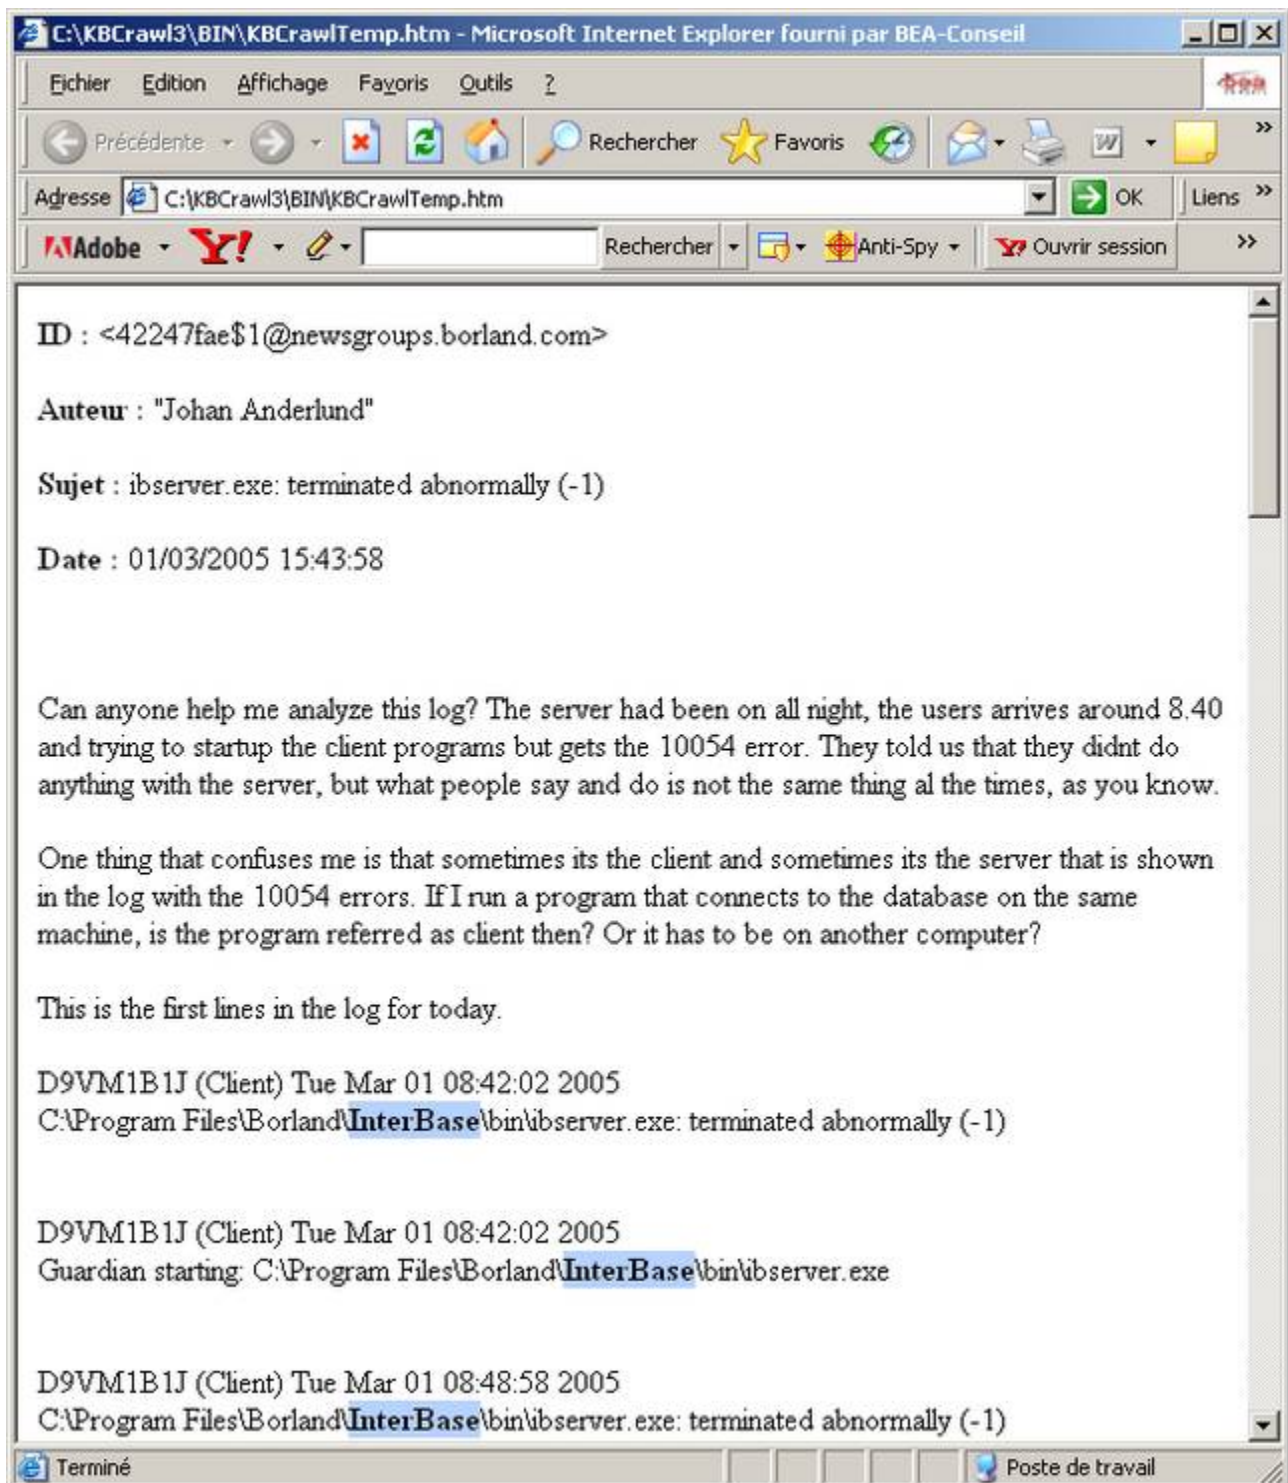 C:\KBCrawl3\BIN\KBCrawlTemp.htm - Microsoft Internet Explorer fourni par BEA-Conseil
Fichier Edition Affichage Favoris Outils ?
Précédente Rechercher Favoris »
Adresse C:\KBCrawl3\BIN\KBCrawlTemp.htm OK Liens »
Adobe Y! Rechercher Anti-Spy Y! Ouvrir session »
ID : <42247fae$1@newsgroups.borland.com>
Auteur : "Johan Anderlund"
Sujet : ibserver.exe: terminated abnormally (-1)
Date : 01/03/2005 15:43:58
Can anyone help me analyze this log? The server had been on all night, the users arrives around 8.40
and trying to startup the client programs but gets the 10054 error. They told us that they didnt do
anything with the server, but what people say and do is not the same thing al the times, as you know.
One thing that confuses me is that sometimes its the client and sometimes its the server that is shown
in the log with the 10054 errors. If I run a program that connects to the database on the same
machine, is the program referred as client then? Or it has to be on another computer?
This is the first lines in the log for today.
D9VM1B1J (Client) Tue Mar 01 08:42:02 2005
C:\Program Files\Borland\InterBase\bin\ibserver.exe: terminated abnormally (-1)
D9VM1B1J (Client) Tue Mar 01 08:42:02 2005
Guardian starting: C:\Program Files\Borland\InterBase\bin\ibserver.exe
D9VM1B1J (Client) Tue Mar 01 08:48:58 2005
C:\Program Files\Borland\InterBase\bin\ibserver.exe: terminated abnormally (-1)
Terminé Poste de travail